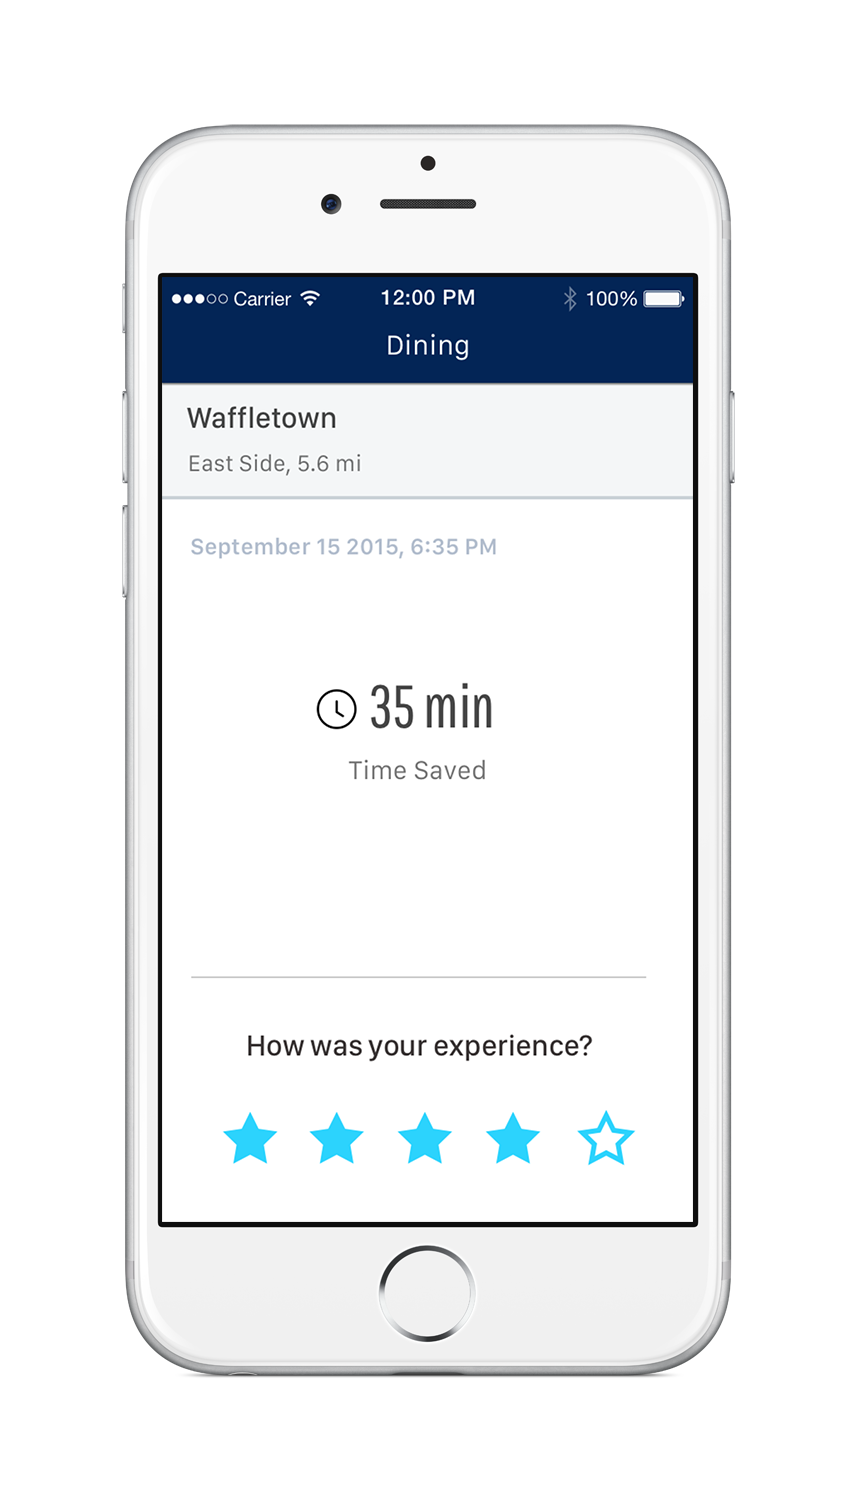 Carrier 12:00 PM 100%
Dining
Waffletown
East Side, 5.6 mi
September 15 2015, 6:35 PM
35 min
Time Saved
How was your experience?